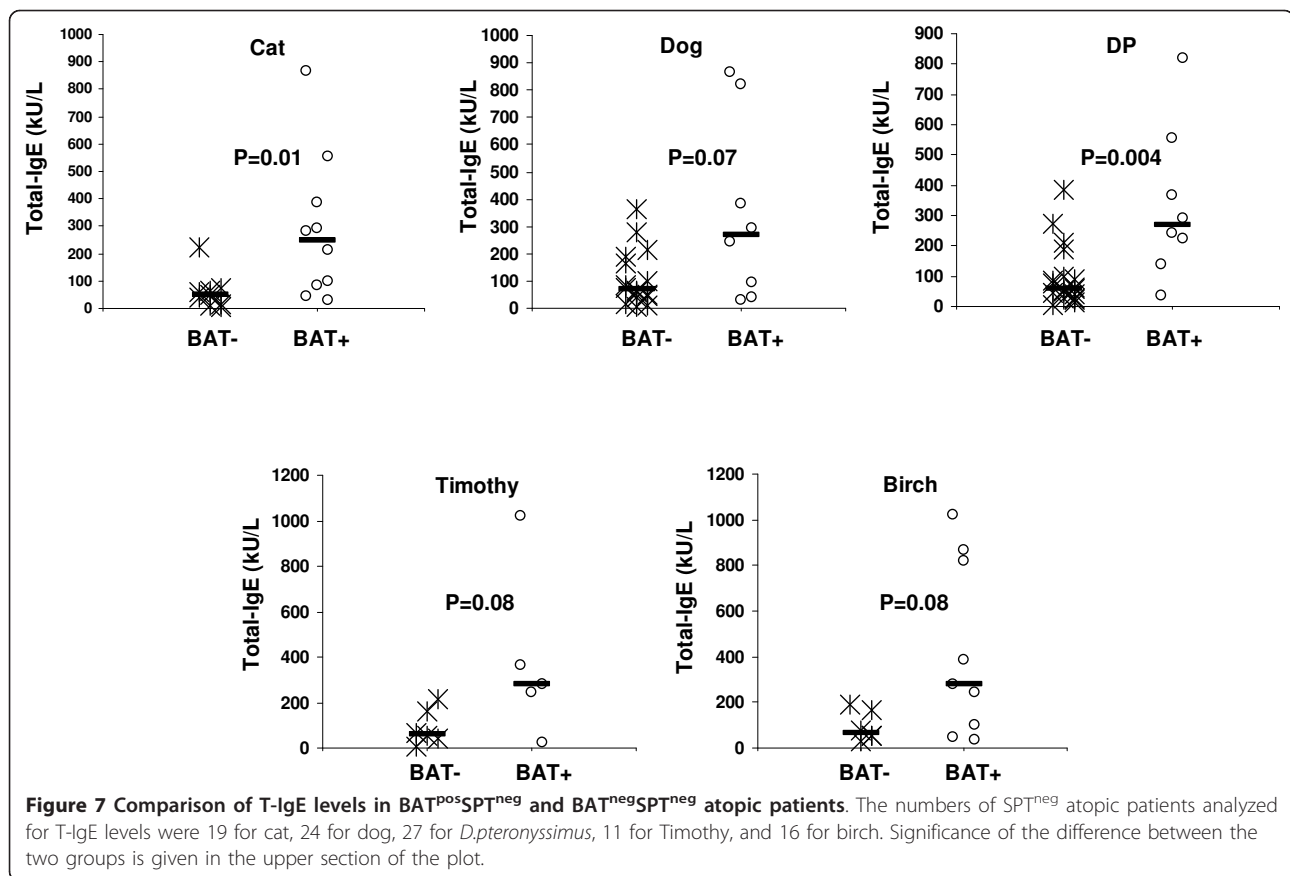 Cat
Total-IgE (kU/L)
1000
900
800
700
600
500
400
300
200
100
0
P=0.01
BAT- BAT+
Dog
Total-IgE (kU/L)
1000
900
800
700
600
500
400
300
200
100
0
P=0.07
BAT- BAT+
DP
Total-IgE (kU/L)
900
800
700
600
500
400
300
200
100
0
P=0.004
BAT- BAT+
Timothy
Total-IgE (kU/L
1200
1000
800
600
400
200
0
P=0.08
BAT- BAT+
Birch
Total-IgE (kU/L)
1200
1000
800
600
400
200
0
P=0.08
BAT- BAT+
Figure 7 Comparison of T-IgE levels in BATposSPTneg and BATnegSPTneg atopic patients. The numbers of SPTneg atopic patients analyzed
for T-IgE levels were 19 for cat, 24 for dog, 27 for D.pteronyssimus, 11 for Timothy, and 16 for birch. Significance of the difference between the
two groups is given in the upper section of the plot.